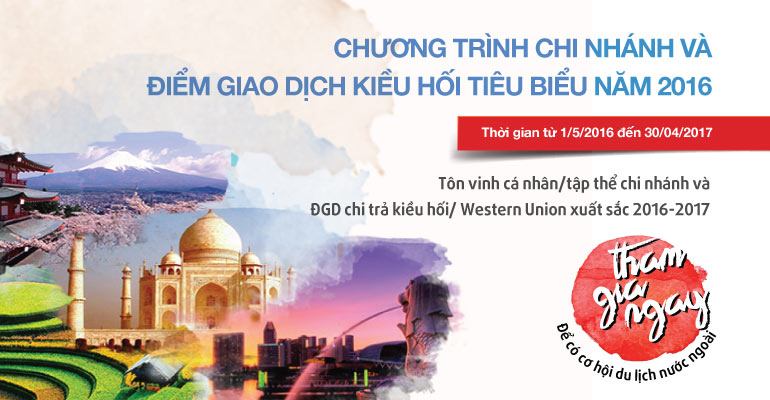 CHƯƠNG TRÌNH CHI NHÁNH VÀ
ĐIỂM GIAO DỊCH KIỀU HỐI TIÊU BIỂU NĂM 2016
Thời gian từ 1/5/2016 đến 30/04/2017
Tôn vinh cá nhân/tập thể chi nhánh và
ĐGD chi trả kiều hối/ Western Union xuất sắc 2016-2017
tham
gia
ngay
Để có cơ hội du lịch nước ngoài